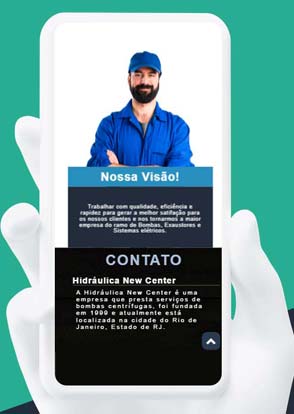 Nossa Visão!
Trabalhar com qualidade, eficiência e
rapidez para gerar a melhor satifação para
os nossos clientes e nos tornarmos a maior
empresa do ramo de Bombas, Exaustores e
Sistemas elétricos.
CONTATO
Hidráulica New Center
A Hidráulica New Center é uma
empresa que presta serviços de
bombas centrífugas, foi fundada
em 1999 e atualmente está
localizada na cidade do Rio de
Janeiro, Estado de RJ.